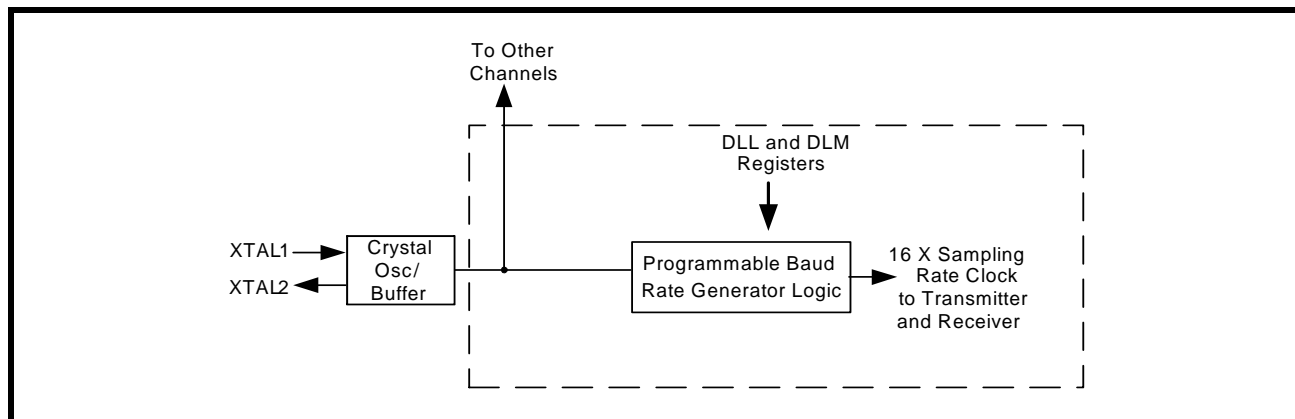 To Other
Channels
DLL and DLM
Registers
XTAL1
XTAL2
Crystal
Osc/
Buffer
Programmable Baud
Rate Generator Logic
16 X Sampling
Rate Clock
to Transmitter
and Receiver